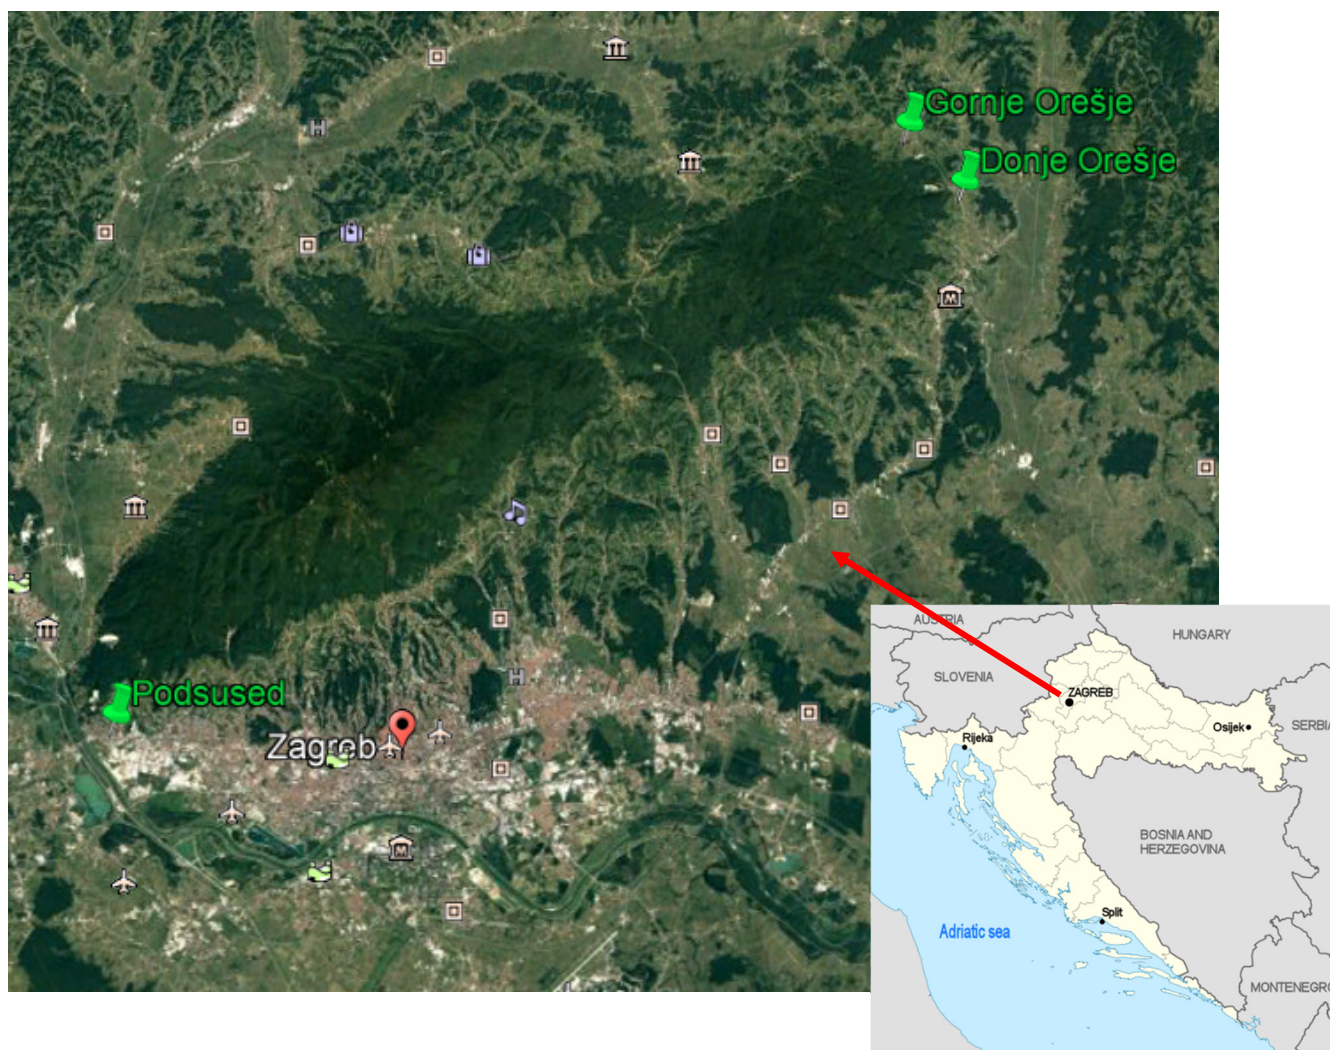 Gornje Orešje
Donje Orešje
H
M
H
Podsused
Zagreb
M
AUSTRIA
HUNGARY
SLOVENIA
ZAGREB
Rijeka
Osijek
SERBIA
BOSNIA AND
HERZEGOVINA
Split
Adriatic sea
MONTENEGRO